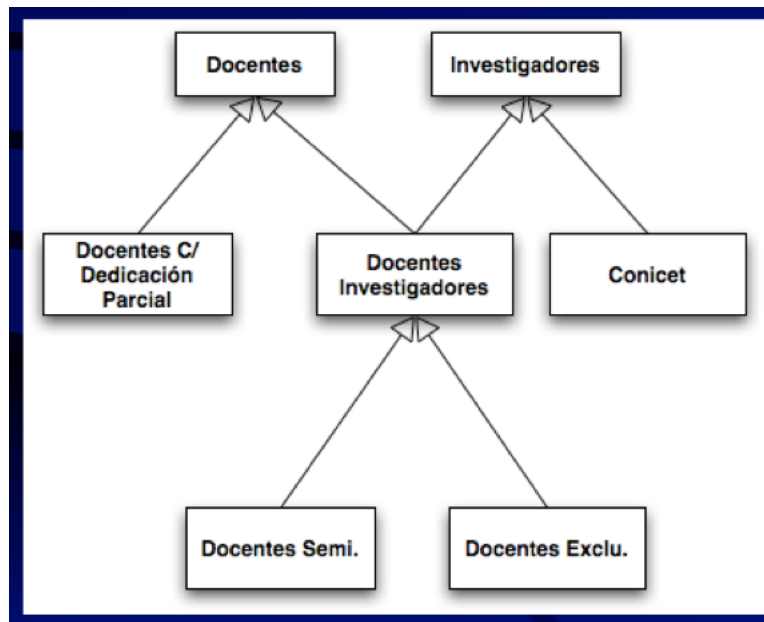 Docentes
Investigadores
Docentes C/
Dedicación
Parcial
Docentes
Investigadores
Conicet
Docentes Semi.
Docentes Exclu.